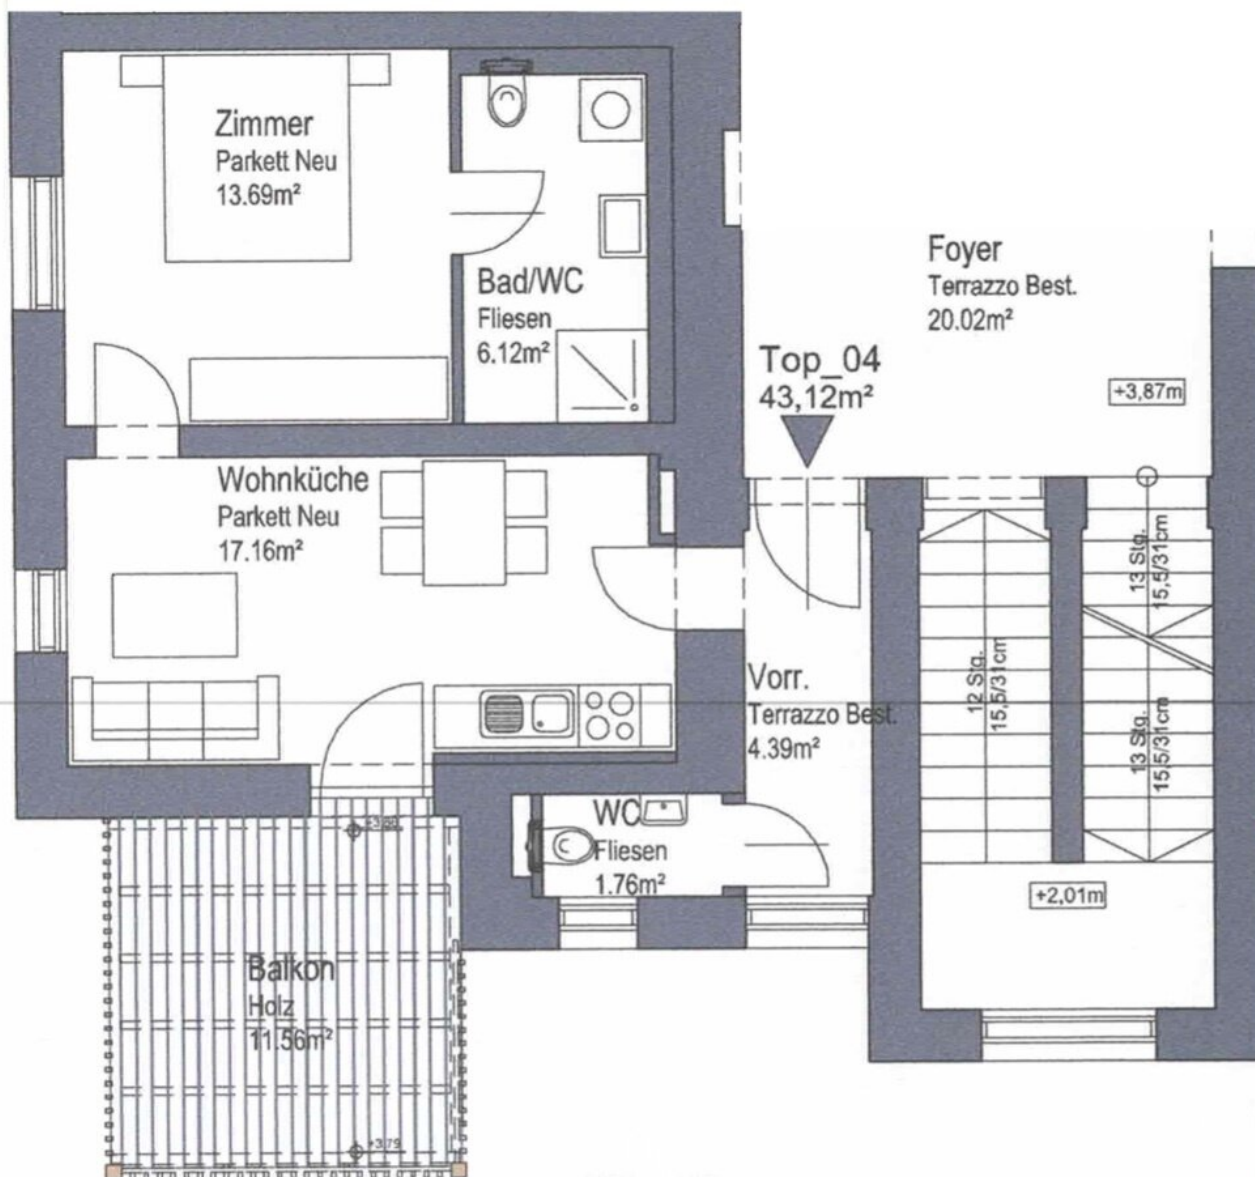 Zimmer
Parkett Neu
13.69m²
Bad/WC
Fliesen
6.12m²
Foyer
Terrazzo Best.
20.02m²
Top_04
43,12m²
+3,87m
Wohnküche
Parkett Neu
17.16m²
13 Stg.
15,5/31cm
12 Stg.
15,5/31cm
13 Stg.
15,5/31cm
Vorr.
Terrazzo Best.
4.39m²
WC
Fliesen
1.76m²
+2,01m
Balkon
Holz
11.56m²
+3,79